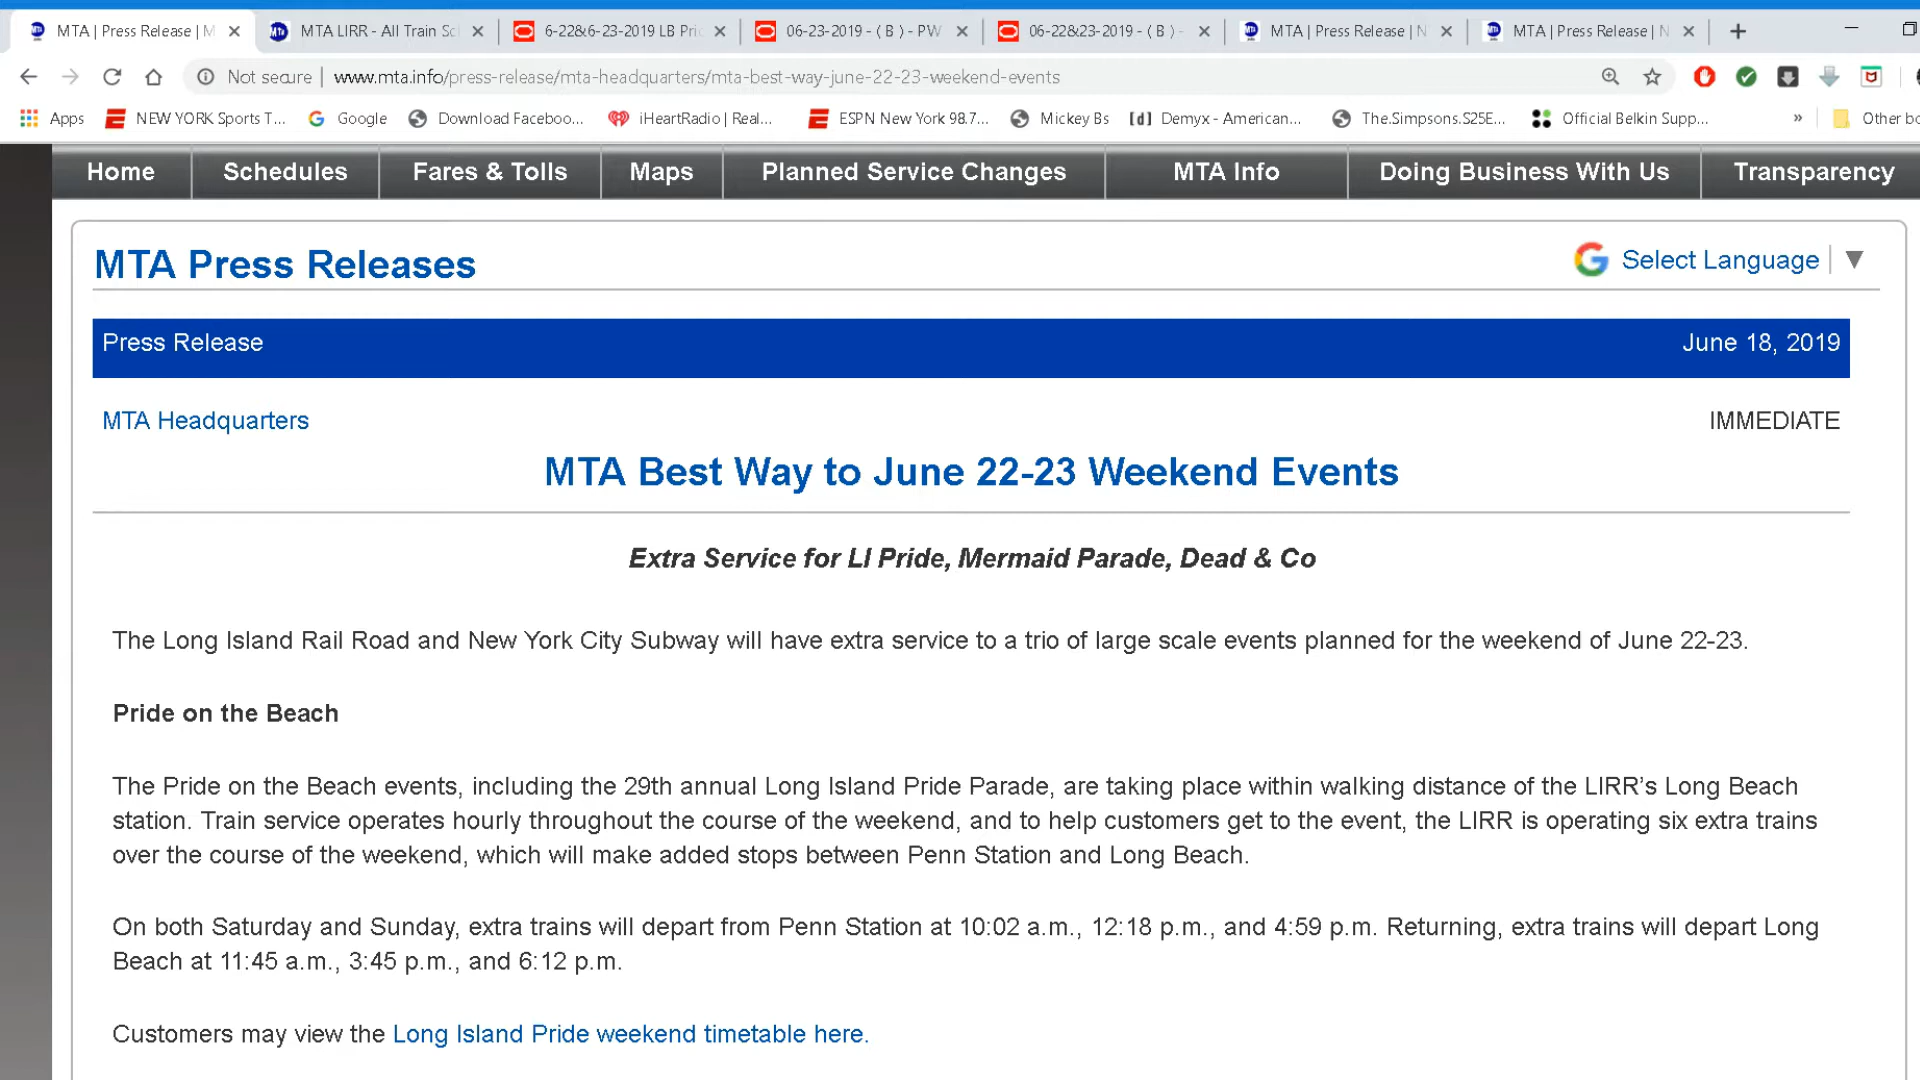 MTA | Press Release | M
MTA LIRR - All Train Sc
6-22&6-23-2019 LB Pri
06-23-2019 - ( B ) - PW
06-22&23-2019 - ( B ) -
MTA | Press Release | N
MTA | Press Release | N
Not secure | www.mta.info/press-release/mta-headquarters/mta-best-way-june-22-23-weekend-events
Apps
NEW YORK Sports T...
Google
Download Faceboo...
iHeartRadio | Real...
ESPN New York 98.7...
Mickey Bs
[d] Demyx - American...
The.Simpsons.S25E...
Official Belkin Supp...
»
Other bo
Home
Schedules
Fares & Tolls
Maps
Planned Service Changes
MTA Info
Doing Business With Us
Transparency
MTA Press Releases
Select Language
Press Release
June 18, 2019
MTA Headquarters
IMMEDIATE
MTA Best Way to June 22-23 Weekend Events
Extra Service for LI Pride, Mermaid Parade, Dead & Co
The Long Island Rail Road and New York City Subway will have extra service to a trio of large scale events planned for the weekend of June 22-23.
Pride on the Beach
The Pride on the Beach events, including the 29th annual Long Island Pride Parade, are taking place within walking distance of the LIRR’s Long Beach
station. Train service operates hourly throughout the course of the weekend, and to help customers get to the event, the LIRR is operating six extra trains
over the course of the weekend, which will make added stops between Penn Station and Long Beach.
On both Saturday and Sunday, extra trains will depart from Penn Station at 10:02 a.m., 12:18 p.m., and 4:59 p.m. Returning, extra trains will depart Long
Beach at 11:45 a.m., 3:45 p.m., and 6:12 p.m.
Customers may view the Long Island Pride weekend timetable here.